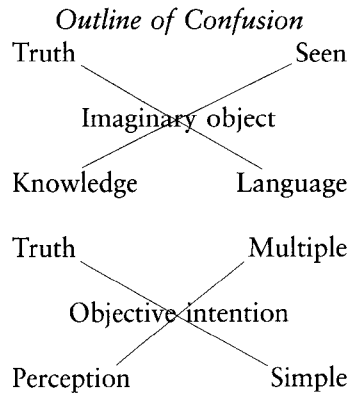 Outline of Confusion
Truth Seen
Imaginary object
Knowledge Language
Truth Multiple
Objective intention
Perception Simple